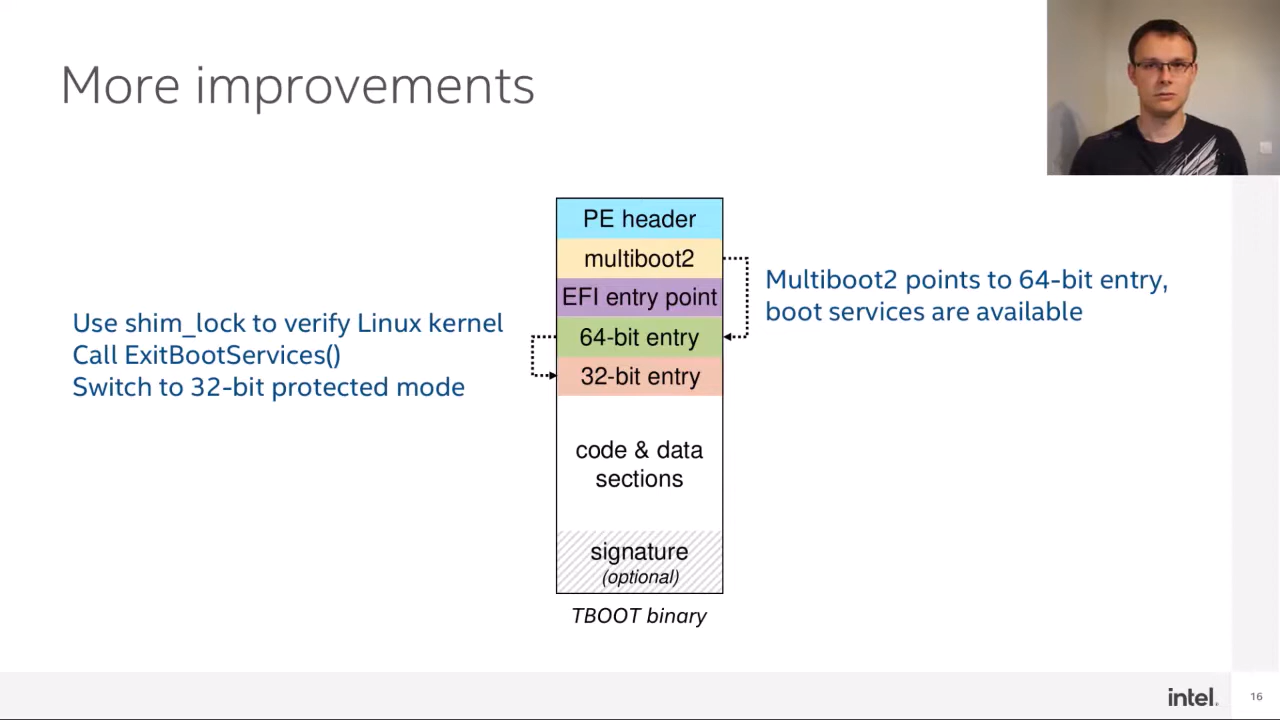 More improvements
PE header
multiboot2
EFI entry point
64-bit entry
32-bit entry
code & data
sections
signature
(optional)
TBOOT binary
Use shim_lock to verify Linux kernel
Call ExitBootServices()
Switch to 32-bit protected mode
Multiboot2 points to 64-bit entry,
boot services are available
intel.
16